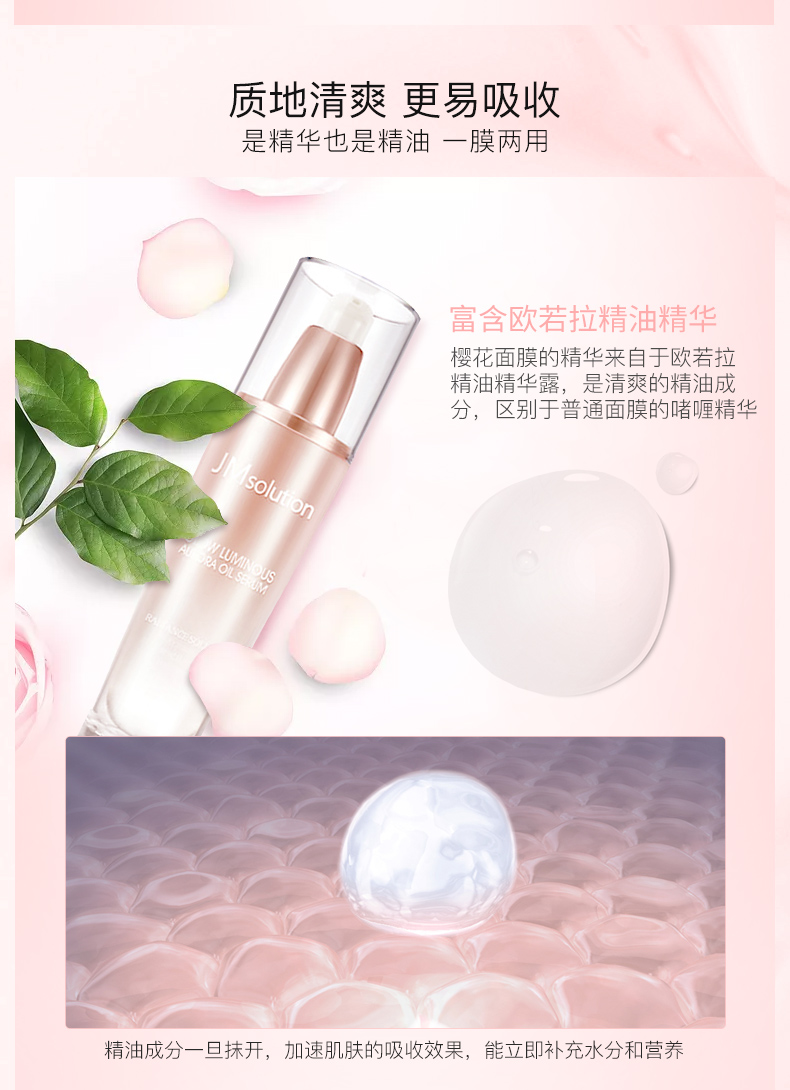 质地清爽 更易吸收
是精华也是精油 一膜两用
富含欧若拉精油精华
樱花面膜的精华来自于欧若拉
精油精华露，是清爽的精油成
分，区别于普通面膜的啫喱精华
JMsolution
LUMINOUS
OIL SERUM
精油成分一旦抹开，加速肌肤的吸收效果，能立即补充水分和营养